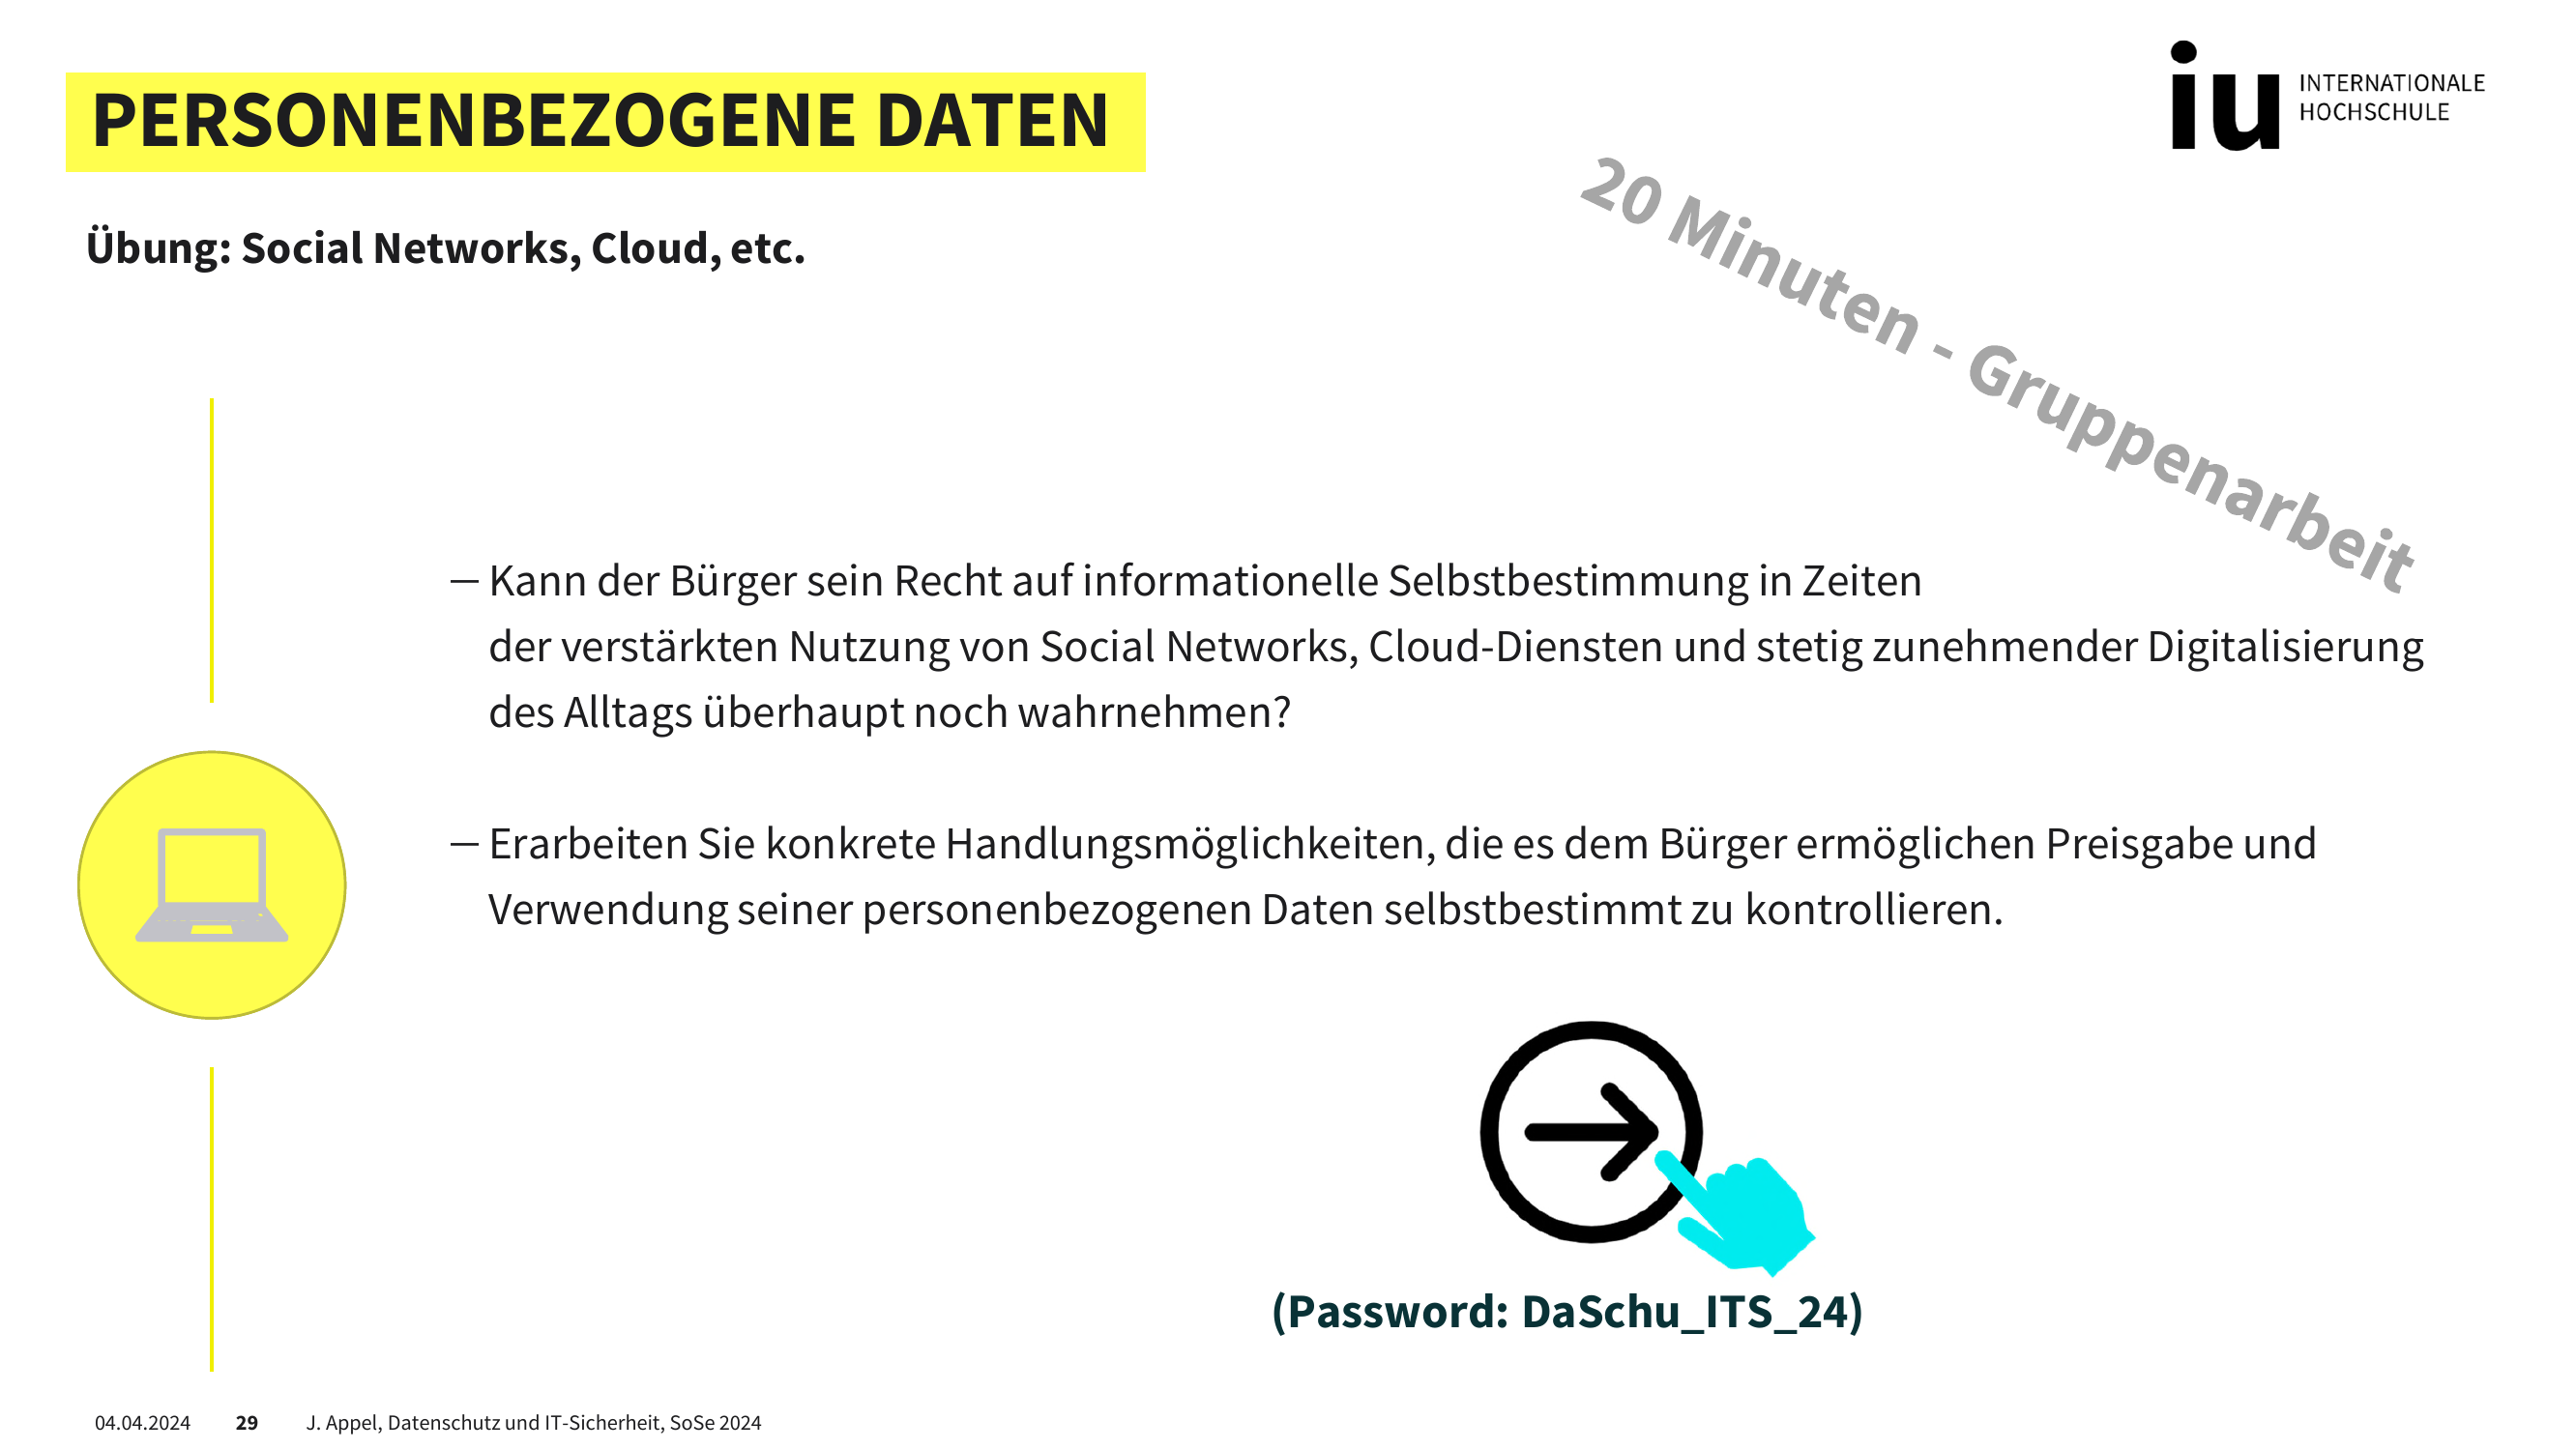 PERSONENBEZOGENE DATEN
iu INTERNATIONALE
HOCHSCHULE
Übung: Social Networks, Cloud, etc.
20 Minuten - Gruppenarbeit
– Kann der Bürger sein Recht auf informationelle Selbstbestimmung in Zeiten
der verstärkten Nutzung von Social Networks, Cloud-Diensten und stetig zunehmender Digitalisierung
des Alltags überhaupt noch wahrnehmen?
– Erarbeiten Sie konkrete Handlungsmöglichkeiten, die es dem Bürger ermöglichen Preisgabe und
Verwendung seiner personenbezogenen Daten selbstbestimmt zu kontrollieren.
(Password: DaSchu_ITS_24)
04.04.2024 29 J. Appel, Datenschutz und IT-Sicherheit, SoSe 2024